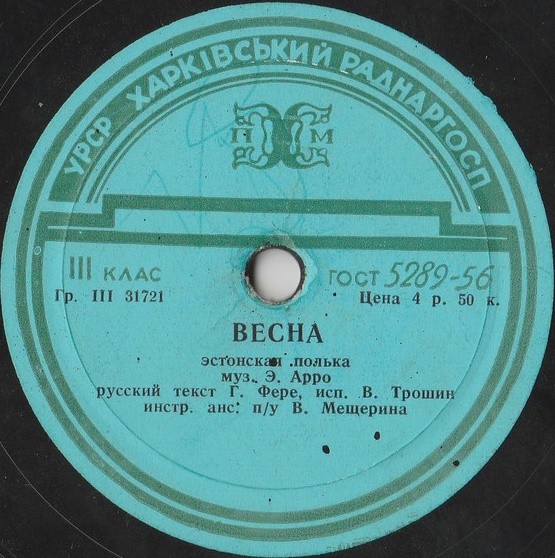 УРСР ХАРКІВСЬКИЙ РАДНАРГОСП
П М
III КЛАС
ГОСТ 5289-56
Гр. III 31721
Цена 4 р. 50 к.
ВЕСНА
эстонская полька
муз. Э. Арро
русский текст Г. Фере, исп. В. Трошин
инстр. анс. п/у В. Мещерина